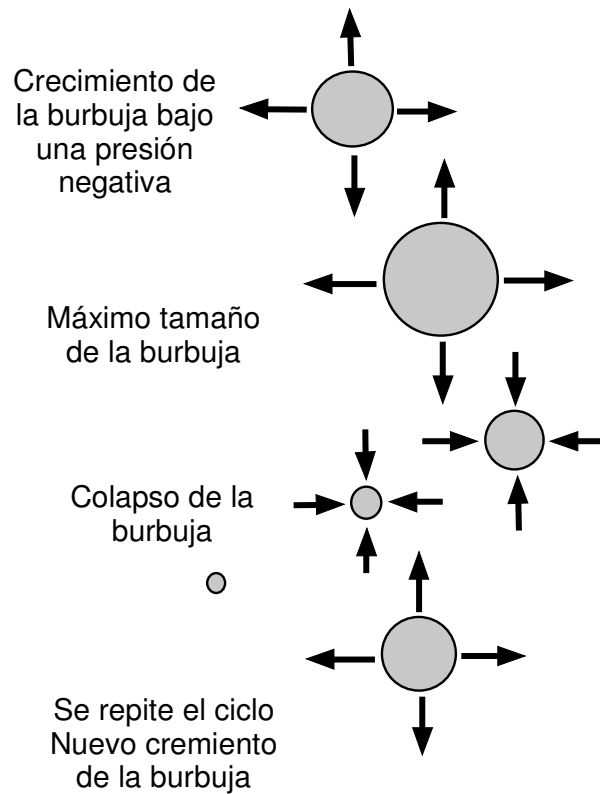 Crecimiento de
la burbuja bajo
una presión
negativa
Máximo tamaño
de la burbuja
Colapso de la
burbuja
Se repite el ciclo
Nuevo cremiento
de la burbuja